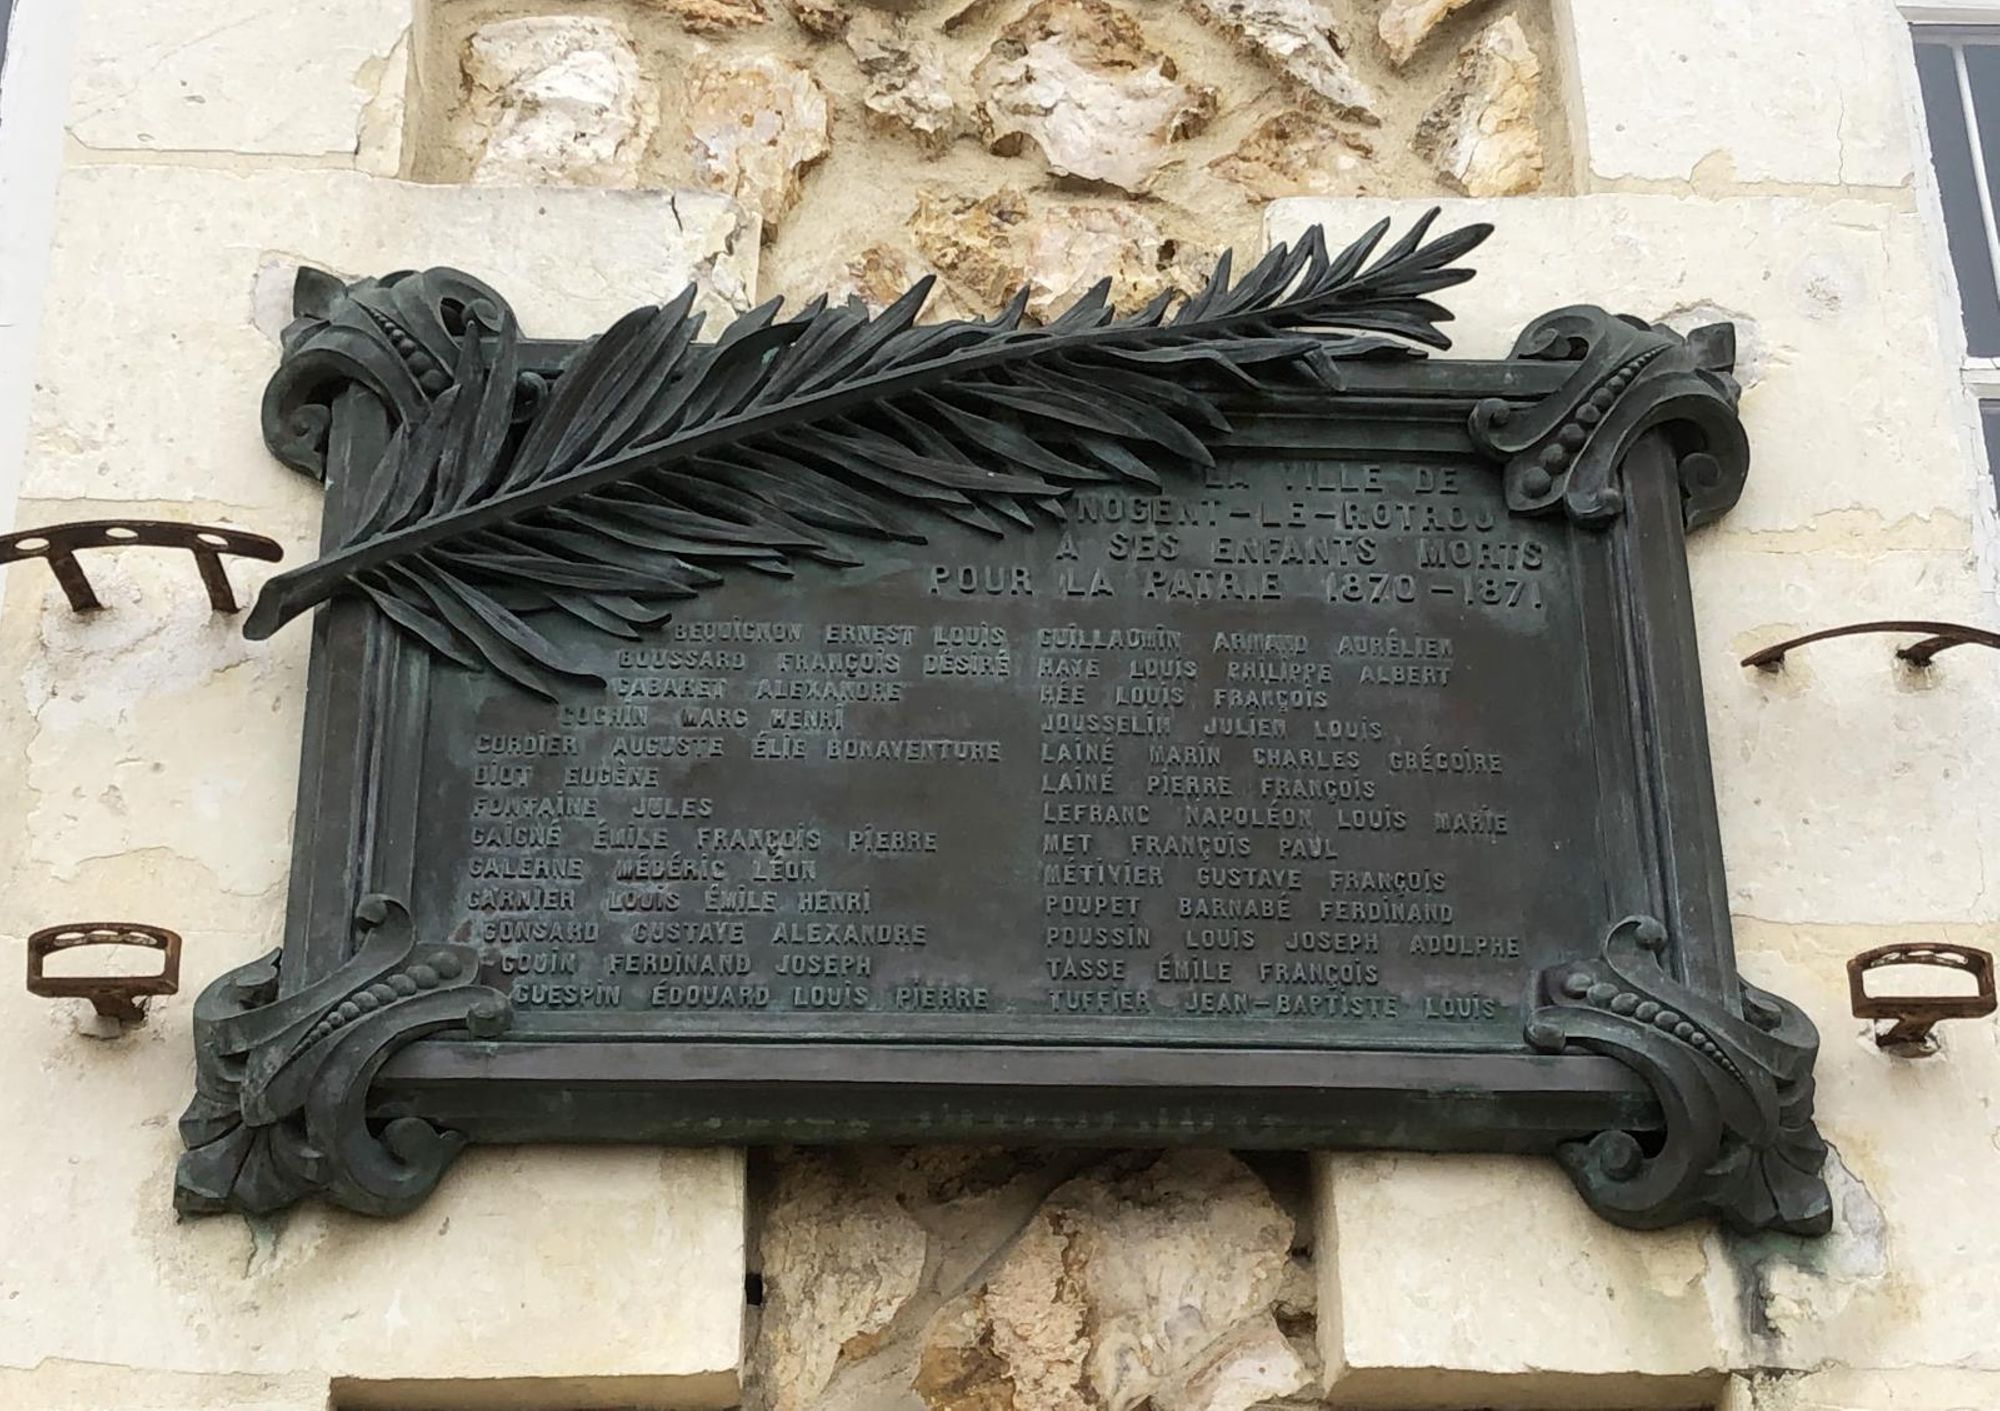 LA VILLE DE
NOGENT-LE-ROTROU
A SES ENFANTS MORTS
POUR LA PATRIE 1870-1871
BEQUIGNON ERNEST LOUIS
BOUSSARD FRANÇOIS DÉSIRÉ
CABARET ALEXANDRE
COCHIN MARC HENRI
CORDIER AUGUSTE ÉLIE BONAVENTURE
DIOT EUGÈNE
FONTAINE JULES
GAIGNÉ ÉMILE FRANÇOIS PIERRE
GALERNE MÉDÉRIC LÉON
GARNIER LOUIS ÉMILE HENRI
GONSARD GUSTAVE ALEXANDRE
GOUIN FERDINAND JOSEPH
GUESPIN ÉDOUARD LOUIS PIERRE
GUILLAUMIN ARMAND AURÉLIEN
HAYE LOUIS PHILIPPE ALBERT
HÉE LOUIS FRANÇOIS
JOUSSELIN JULIEN LOUIS
LAINÉ MARIN CHARLES GRÉGOIRE
LAINÉ PIERRE FRANÇOIS
LEFRANC NAPOLÉON LOUIS MARIE
MET FRANÇOIS PAUL
MÉTIVIER GUSTAVE FRANÇOIS
POUPET BARNABÉ FERDINAND
POUSSIN LOUIS JOSEPH ADOLPHE
TASSE ÉMILE FRANÇOIS
TUFFIER JEAN-BAPTISTE LOUIS